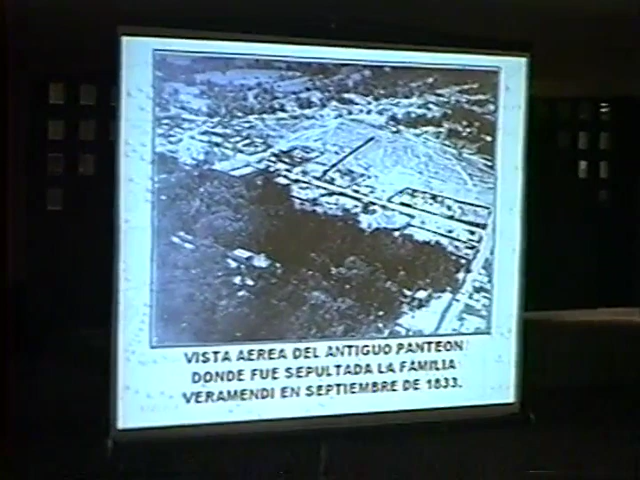 VISTA AEREA DEL ANTIGUO PANTEON
DONDE FUE SEPULTADA LA FAMILIA
VERAMENDI EN SEPTIEMBRE DE 1833.